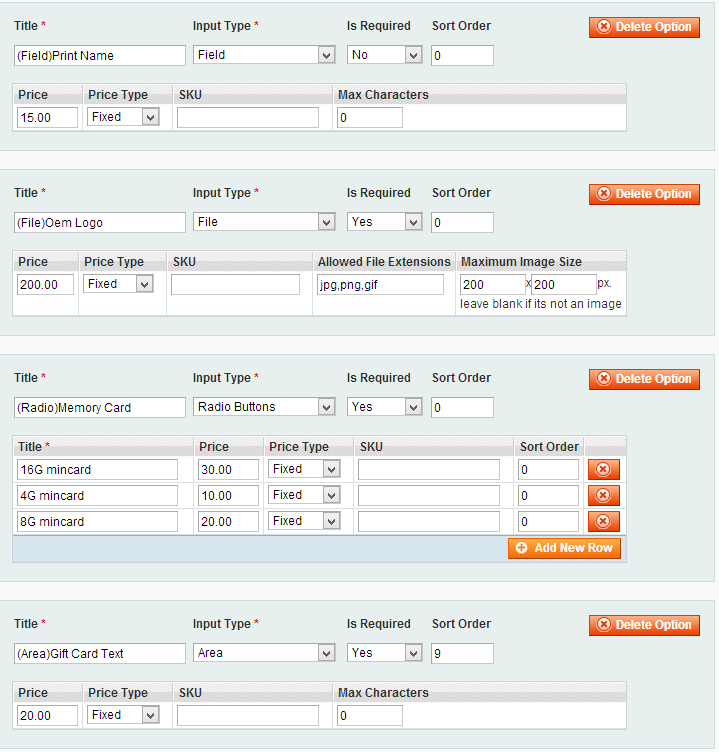 Title * Input Type * Is Required Sort Order Delete Option
(Field)Print Name Field No 0
Price Price Type SKU Max Characters
15.00 Fixed 0
Title * Input Type * Is Required Sort Order Delete Option
(File)Oem Logo File Yes 0
Price Price Type SKU Allowed File Extensions Maximum Image Size
200.00 Fixed jpg,png,gif 200 x 200 px.
leave blank if its not an image
Title * Input Type * Is Required Sort Order Delete Option
(Radio)Memory Card Radio Buttons Yes 0
Title * Price Price Type SKU Sort Order
16G mincard 30.00 Fixed 0
4G mincard 10.00 Fixed 0
8G mincard 20.00 Fixed 0
Add New Row
Title * Input Type * Is Required Sort Order Delete Option
(Area)Gift Card Text Area Yes 9
Price Price Type SKU Max Characters
20.00 Fixed 0